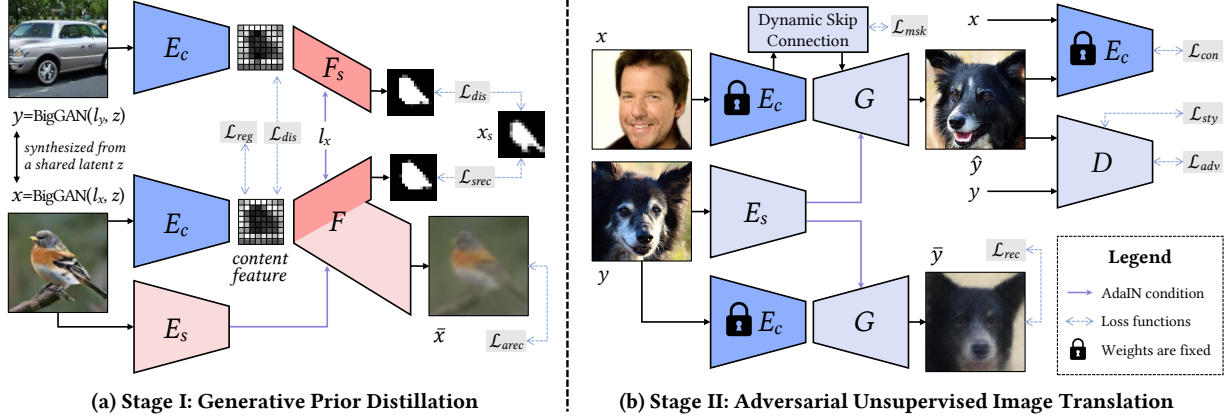 E_c
F_s
ℒ_dis
y=BigGAN(l_y, z)
synthesized from
a shared latent z
ℒ_reg
ℒ_dis
l_x
x_s
x=BigGAN(l_x, z)
ℒ_srec
E_c
F
content
feature
E_s
x̄
ℒ_arec
(a) Stage I: Generative Prior Distillation
x
Dynamic Skip
Connection
ℒ_msk
E_c
G
x
E_c
ℒ_con
ŷ
ℒ_sty
D
ℒ_adv
y
E_s
y
ȳ
ℒ_rec
E_c
G
Legend
AdaIN condition
Loss functions
Weights are fixed
(b) Stage II: Adversarial Unsupervised Image Translation